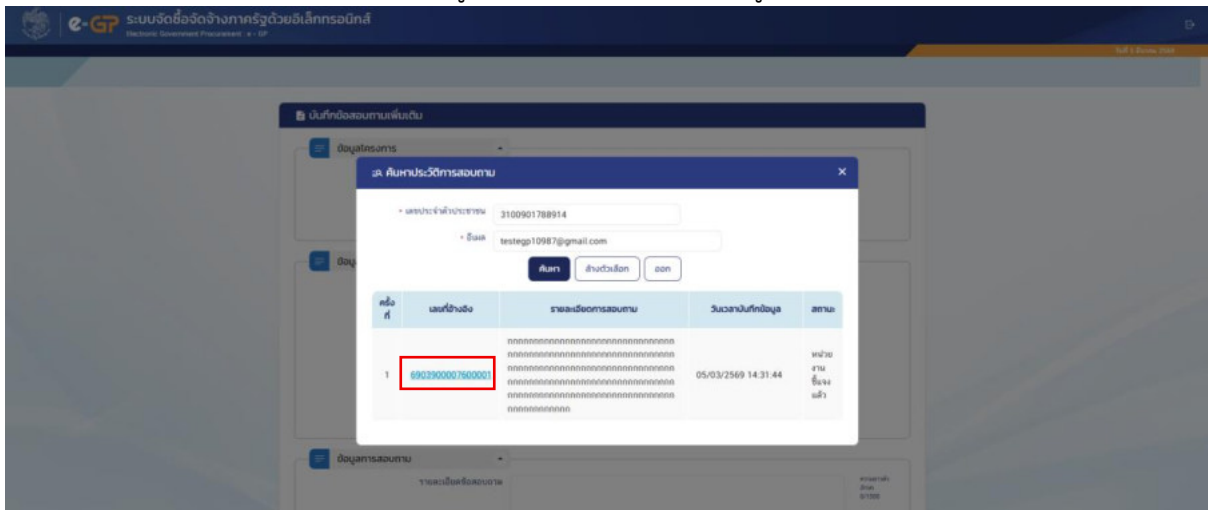 e-GP ระบบจัดซื้อจัดจ้างภาครัฐด้วยอิเล็กทรอนิกส์
Electronic Government Procurement : e - GP
บันทึกข้อสอบถามเพิ่มเติม
ข้อมูลโครงการ
ค้นหาประวัติการสอบถาม
* เลขประจำตัวประชาชน 3100901788914
* อีเมล testegp10987@gmail.com
ค้นหา ล้างตัวเลือก ออก
ครั้งที่ เลขที่อ้างอิง รายละเอียดการสอบถาม วันเวลาบันทึกข้อมูล สถานะ
1 6903900007600001 05/03/2569 14:31:44 หน่วยงานชี้แจงแล้ว
ข้อมูลการสอบถาม
รายละเอียดข้อสอบถาม